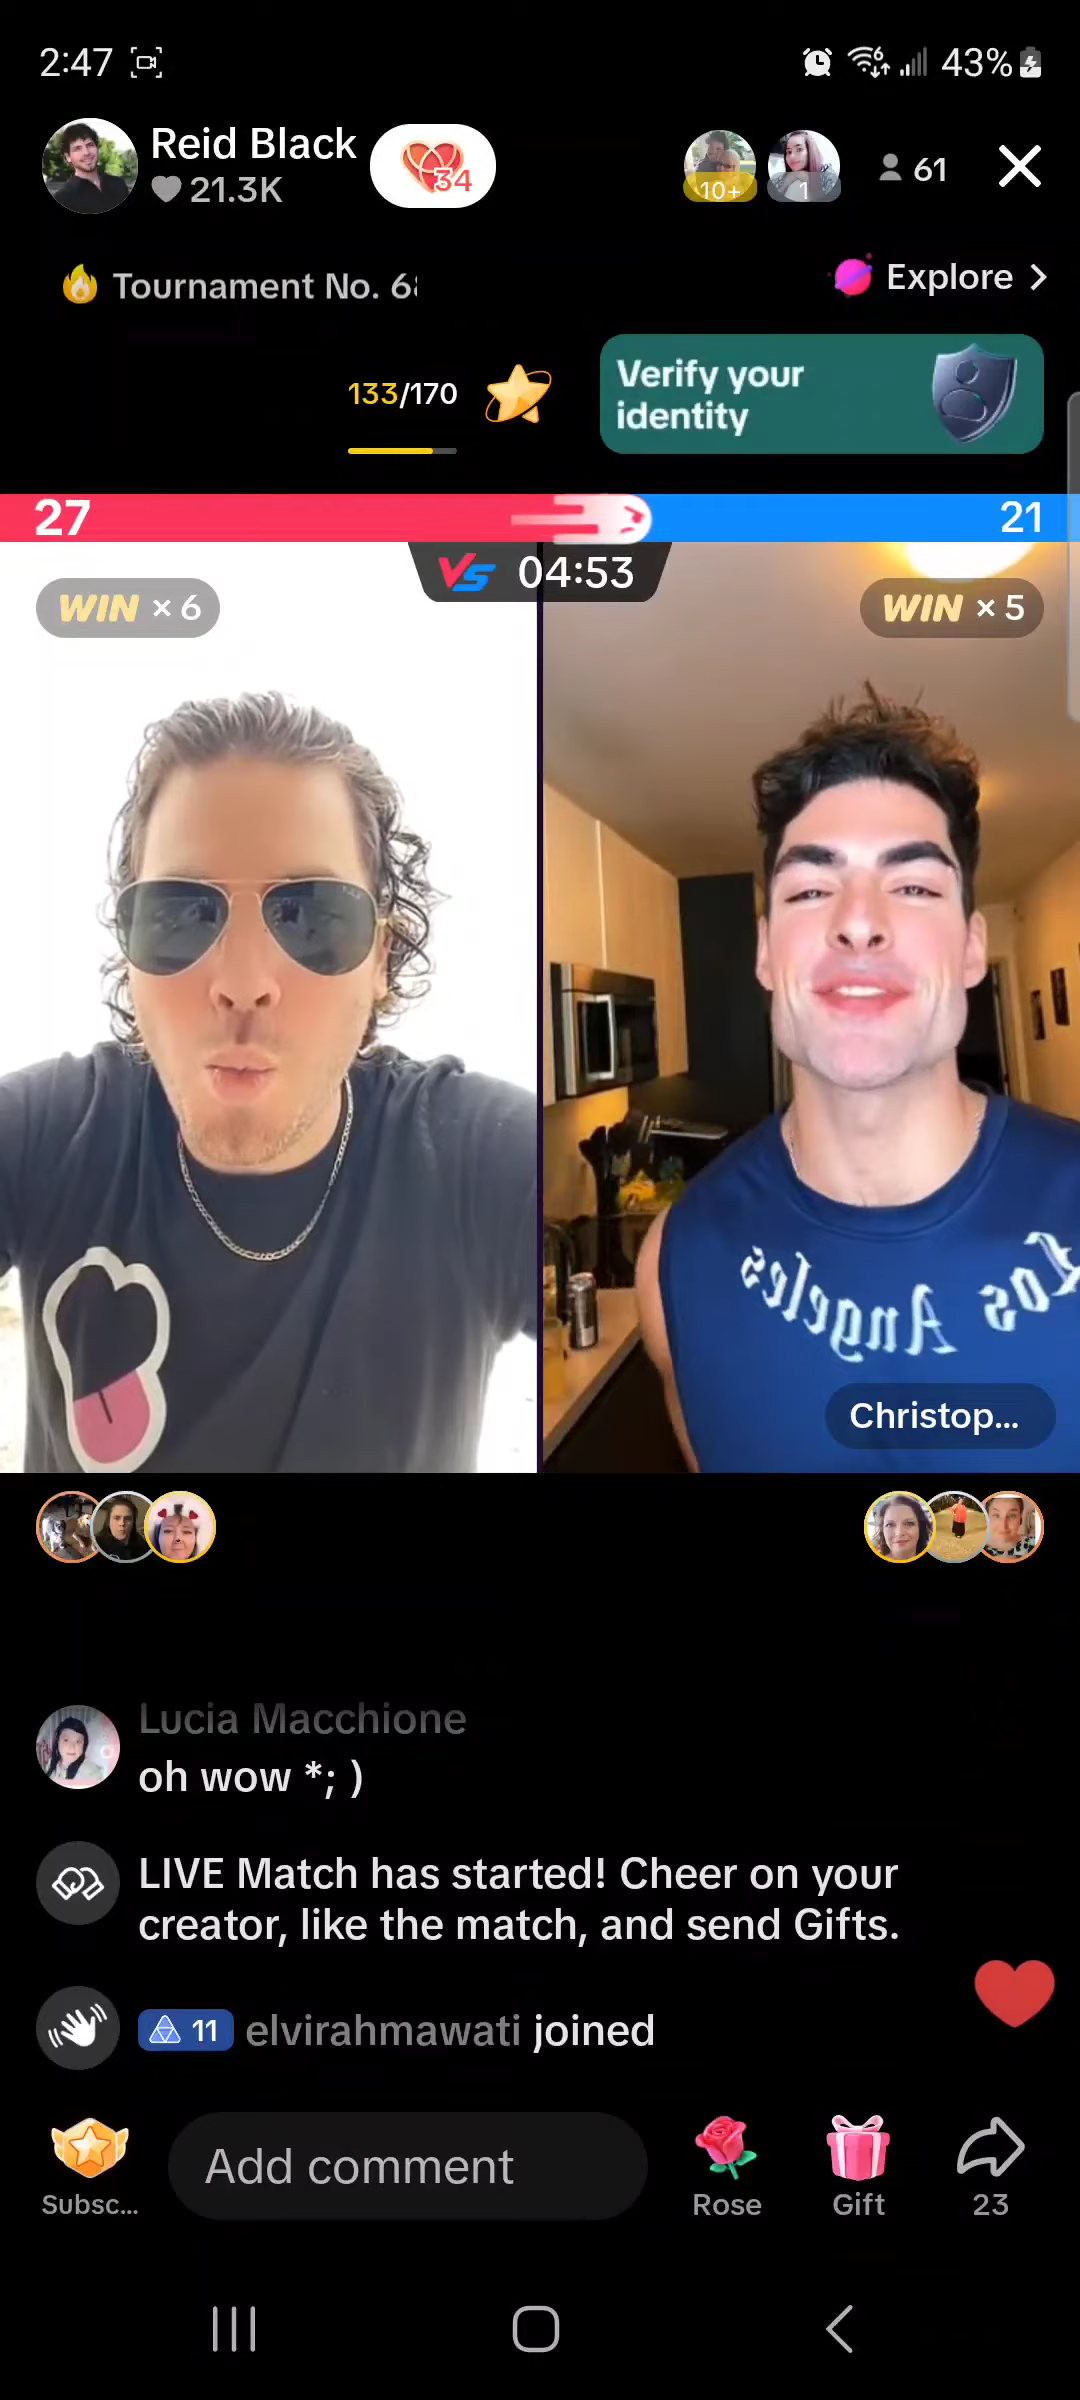 2:47
43%
Reid Black
21.3K
34
10+
1
61
Tournament No. 6
Explore
133/170
Verify your
identity
27
21
VS 04:53
WIN × 6
WIN × 5
Los Angeles
Christop...
Lucia Macchione
oh wow *; )
LIVE Match has started! Cheer on your
creator, like the match, and send Gifts.
11 elvirahmawati joined
Add comment
Subsc...
Rose
Gift
23